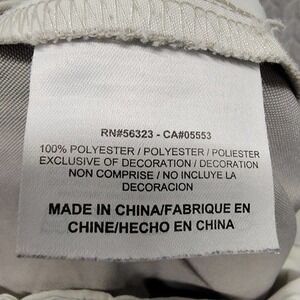 RN#56323 - CA#05553
100% POLYESTER / POLYESTER / POLIESTER
EXCLUSIVE OF DECORATION / DECORATION
NON COMPRISE / NO INCLUYE LA
DECORACION
MADE IN CHINA/FABRIQUE EN
CHINE/HECHO EN CHINA